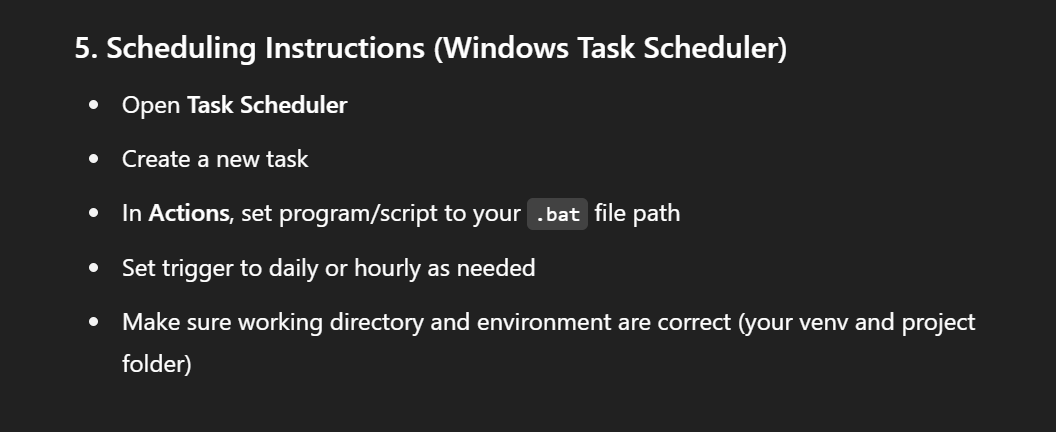 5. Scheduling Instructions (Windows Task Scheduler)
• Open Task Scheduler
• Create a new task
• In Actions, set program/script to your .bat file path
• Set trigger to daily or hourly as needed
• Make sure working directory and environment are correct (your venv and project
folder)